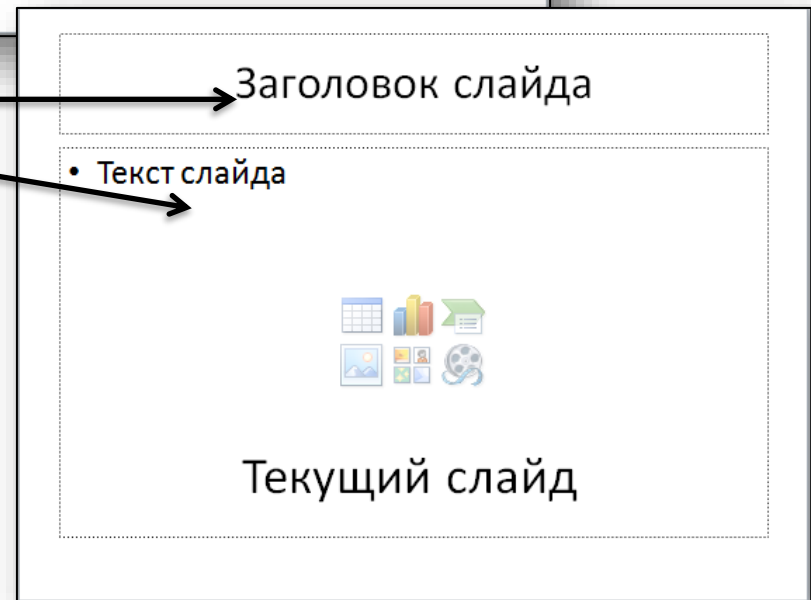 Заголовок слайда
• Текст слайда
Текущий слайд